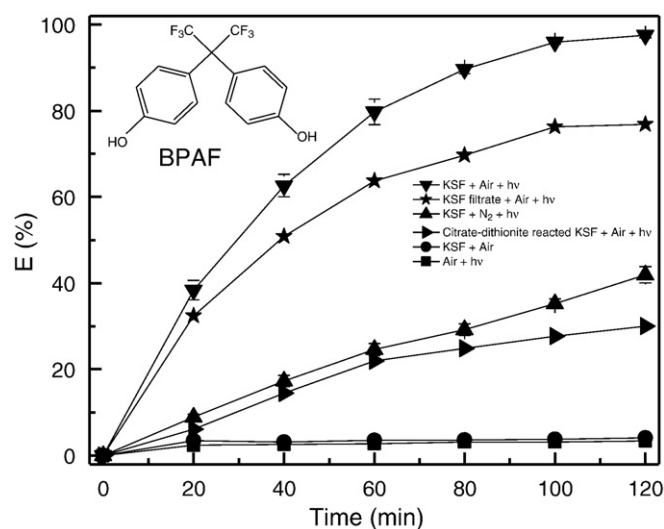 100
80
60
40
20
0
E (%)
F₃C CF₃
HO
OH
BPAF
KSF + Air + hν
KSF filtrate + Air + hν
KSF + N₂ + hν
Citrate-dithionite reacted KSF + Air + hν
KSF + Air
Air + hν
0 20 40 60 80 100 120
Time (min)